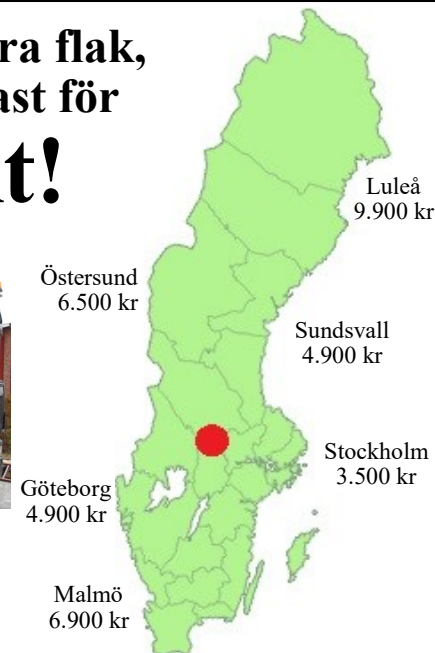 ra flak,
ast för
t!
Luleå
9.900 kr
Östersund
6.500 kr
Sundsvall
4.900 kr
Stockholm
3.500 kr
Göteborg
4.900 kr
Malmö
6.900 kr